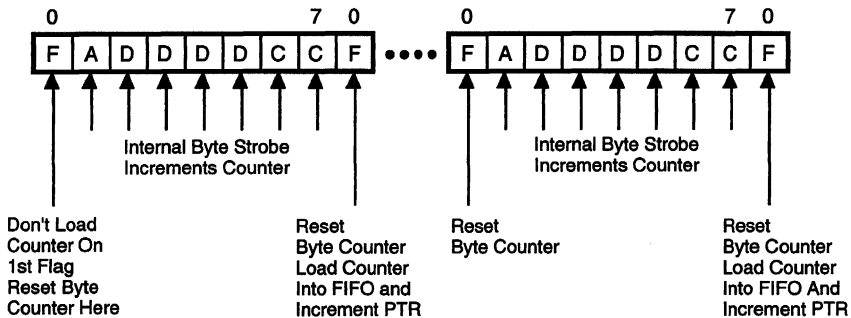 0 7 0 0 7 0
F A D D D D C C F F A D D D D C C F
Internal Byte Strobe
Increments Counter
Internal Byte Strobe
Increments Counter
Don't Load
Counter On
1st Flag
Reset Byte
Counter Here
Reset
Byte Counter
Load Counter
Into FIFO and
Increment PTR
Reset
Byte Counter
Reset
Byte Counter
Load Counter
Into FIFO And
Increment PTR